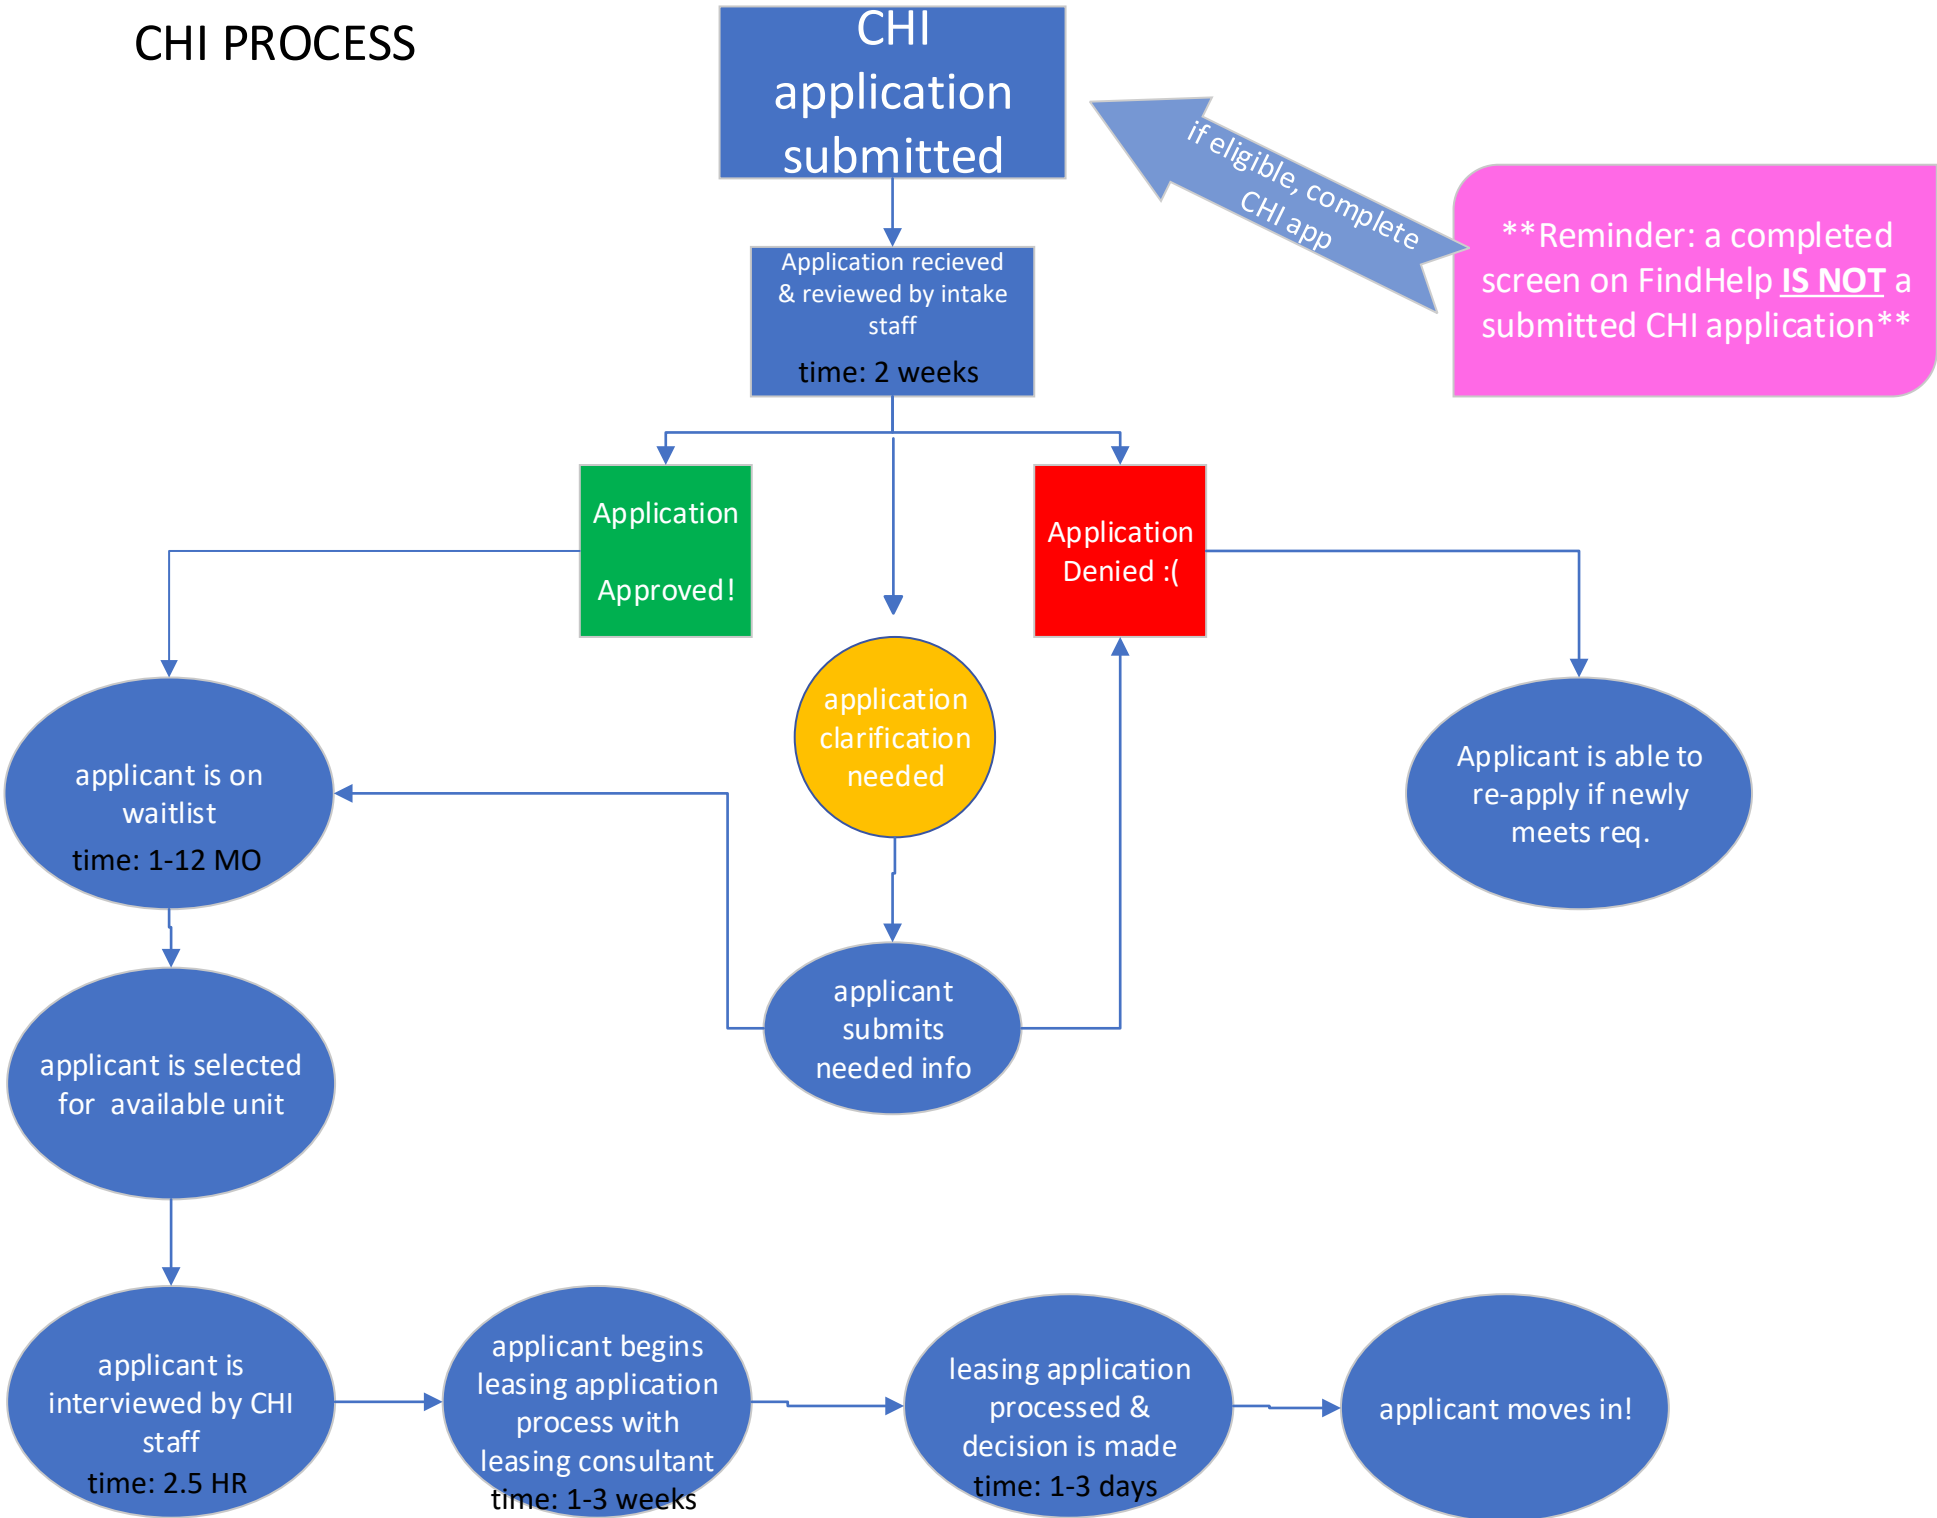 CHI PROCESS
CHI
application
submitted
if eligible, complete
CHI app
**Reminder: a completed
screen on FindHelp IS NOT a
submitted CHI application**
Application recieved
& reviewed by intake
staff
time: 2 weeks
Application
Approved!
Application
Denied :(
application
clarification
needed
applicant is on
waitlist
time: 1-12 MO
Applicant is able to
re-apply if newly
meets req.
applicant
submits
needed info
applicant is selected
for available unit
applicant is
interviewed by CHI
staff
time: 2.5 HR
applicant begins
leasing application
process with
leasing consultant
time: 1-3 weeks
leasing application
processed &
decision is made
time: 1-3 days
applicant moves in!